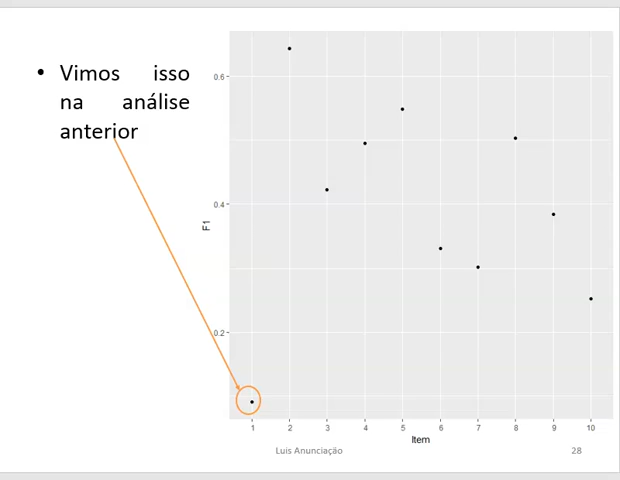 • Vimos isso
na análise
anterior
0.6
0.4
F1
0.2
1 2 3 4 5 6 7 8 9 10
Item
Luis Anunciação 28